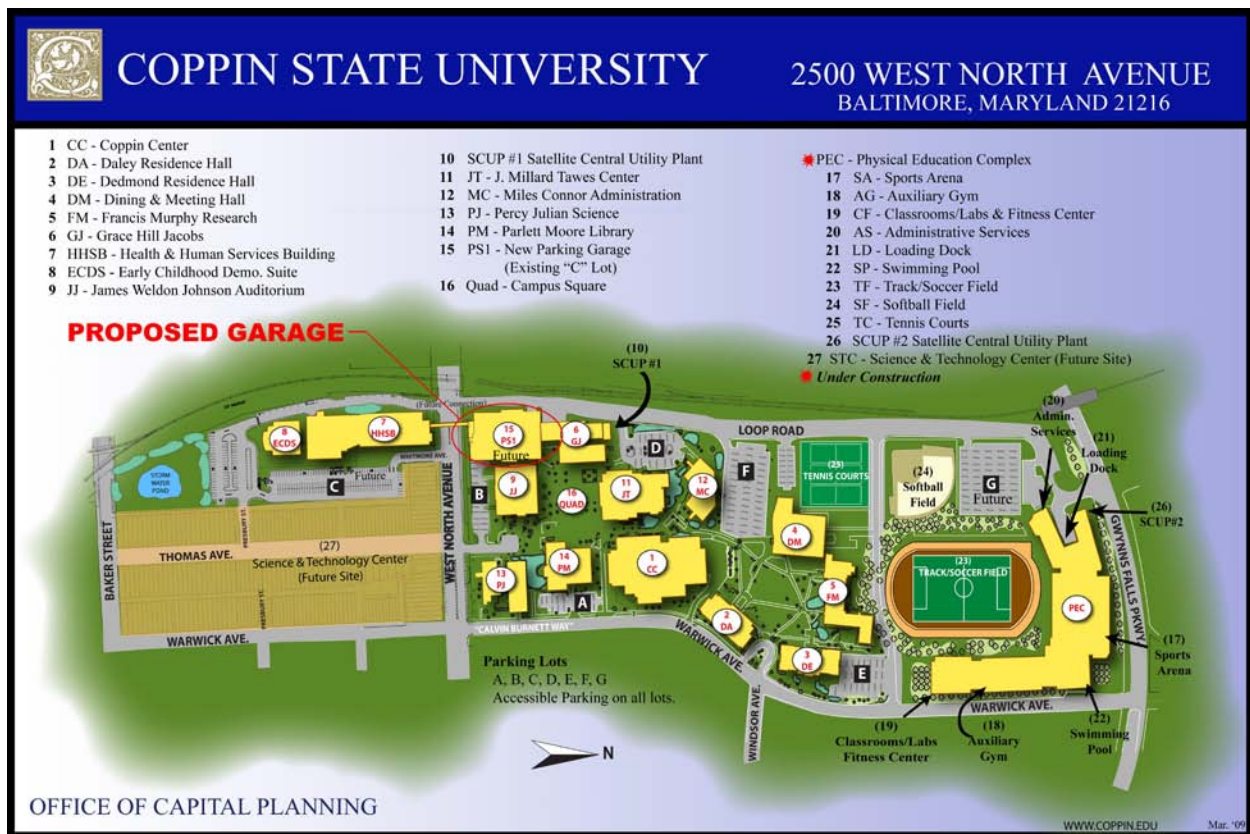 COPPIN STATE UNIVERSITY
2500 WEST NORTH AVENUE
BALTIMORE, MARYLAND 21216
1 CC - Coppin Center
2 DA - Daley Residence Hall
3 DE - Dedmond Residence Hall
4 DM - Dining & Meeting Hall
5 FM - Francis Murphy Research
6 GJ - Grace Hill Jacobs
7 HHSB - Health & Human Services Building
8 ECDS - Early Childhood Demo. Suite
9 JJ - James Weldon Johnson Auditorium
10 SCUP #1 Satellite Central Utility Plant
11 JT - J. Millard Tawes Center
12 MC - Miles Connor Administration
13 PJ - Percy Julian Science
14 PM - Parlett Moore Library
15 PS1 - New Parking Garage
(Existing "C" Lot)
16 Quad - Campus Square
PEC - Physical Education Complex
17 SA - Sports Arena
18 AG - Auxiliary Gym
19 CF - Classrooms/Labs & Fitness Center
20 AS - Administrative Services
21 LD - Loading Dock
22 SP - Swimming Pool
23 TF - Track/Soccer Field
24 SF - Softball Field
25 TC - Tennis Courts
26 SCUP #2 Satellite Central Utility Plant
27 STC - Science & Technology Center (Future Site)
Under Construction
PROPOSED GARAGE
(10)
SCUP #1
(Future Connection)
8
ECDS
7
HHSB
15
PS1
Future
6
GJ
WHITMORE AVE.
STORM
WATER
POND
C
Future
B
9
JJ
16
QUAD
11
JT
D
12
MC
F
LOOP ROAD
(23)
TENNIS COURTS
(24)
Softball
Field
G
Future
(20)
Admin.
Services
(21)
Loading
Dock
(26)
SCUP#2
GWYNNS FALLS PKWY
BAKER STREET
PRESBURY ST.
THOMAS AVE.
(27)
Science & Technology Center
(Future Site)
PRESBURY ST.
WARWICK AVE.
WEST NORTH AVENUE
13
PJ
14
PM
A
1
CC
4
DM
5
FM
2
DA
3
DE
E
(23)
TRACK/SOCCER FIELD
PEC
(17)
Sports
Arena
"CALVIN BURNETT WAY"
WARWICK AVE.
WINDSOR AVE.
WARWICK AVE.
(19)
Classrooms/Labs
Fitness Center
(18)
Auxiliary
Gym
(22)
Swimming
Pool
Parking Lots
A, B, C, D, E, F, G
Accessible Parking on all lots.
N
OFFICE OF CAPITAL PLANNING
WWW.COPPIN.EDU
Mar. '09